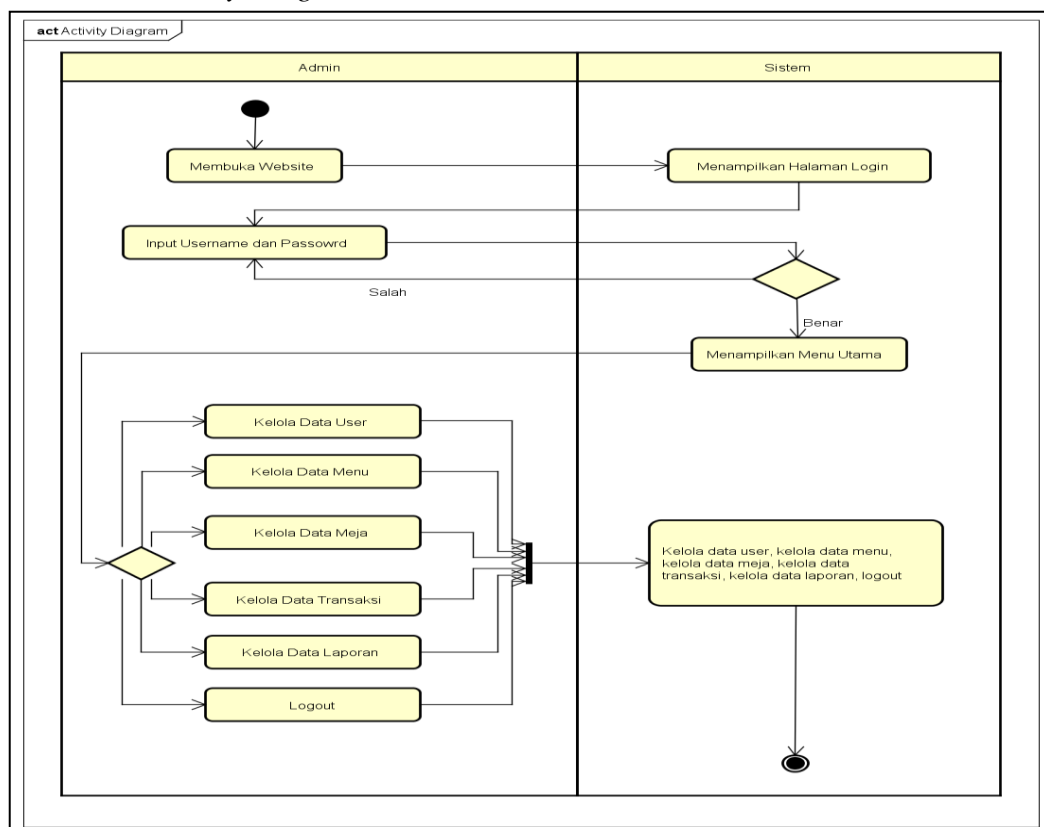 act Activity Diagram
Admin
Sistem
Membuka Website
Menampilkan Halaman Login
Input Username dan Passowrd
Salah
Benar
Menampilkan Menu Utama
Kelola Data User
Kelola Data Menu
Kelola Data Meja
Kelola Data Transaksi
Kelola Data Laporan
Logout
Kelola data user, kelola data menu,
kelola data meja, kelola data
transaksi, kelola data laporan, logout